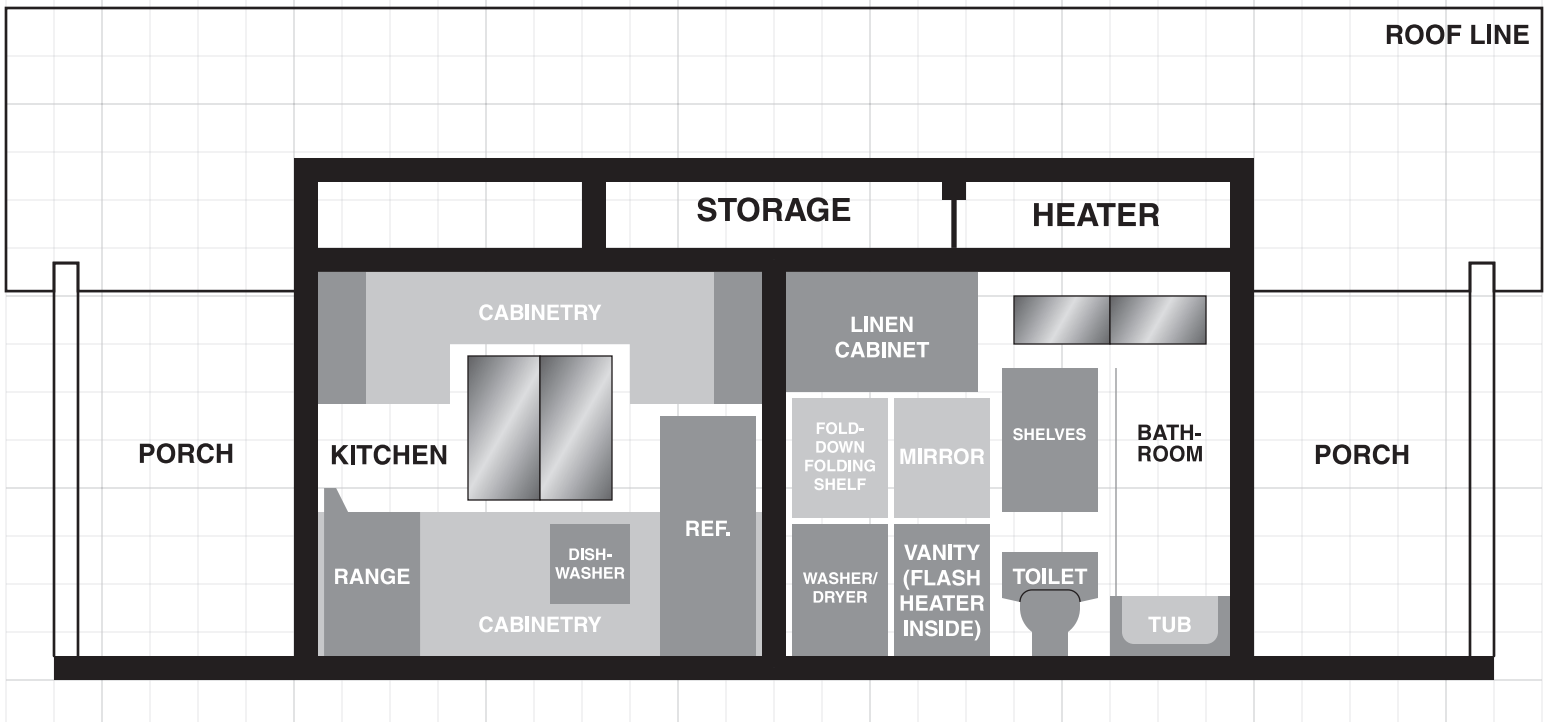 ROOF LINE
STORAGE
HEATER
CABINETRY
LINEN
CABINET
PORCH
KITCHEN
REF.
RANGE
DISH-
WASHER
CABINETRY
FOLD-
DOWN
FOLDING
SHELF
MIRROR
SHELVES
BATH-
ROOM
WASHER/
DRYER
VANITY
(FLASH
HEATER
INSIDE)
TOILET
TUB
PORCH